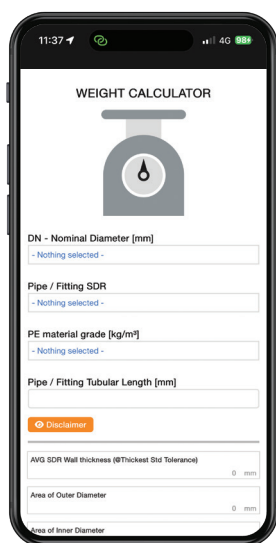 11:37 4G 98
WEIGHT CALCULATOR
DN - Nominal Diameter [mm]
- Nothing selected -
Pipe / Fitting SDR
- Nothing selected -
PE material grade [kg/m³]
- Nothing selected -
Pipe / Fitting Tubular Length [mm]
Disclaimer
AVG SDR Wall thickness (@Thickest Std Tolerance)
0 mm
Area of Outer Diameter
0 mm
Area of Inner Diameter